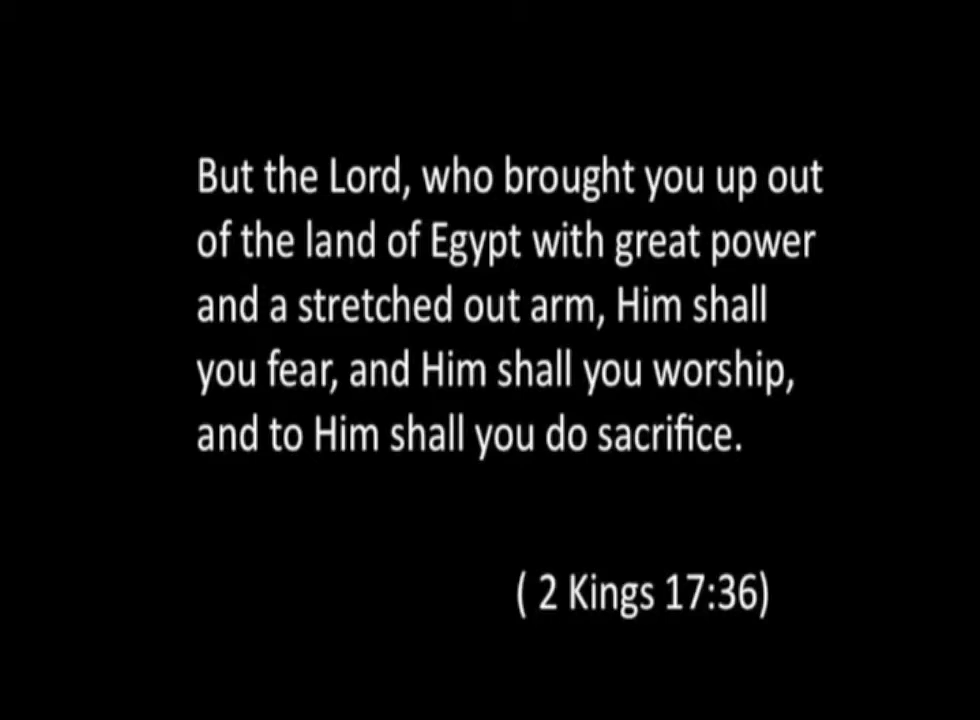 But the Lord, who brought you up out
of the land of Egypt with great power
and a stretched out arm, Him shall
you fear, and Him shall you worship,
and to Him shall you do sacrifice.
( 2 Kings 17:36)